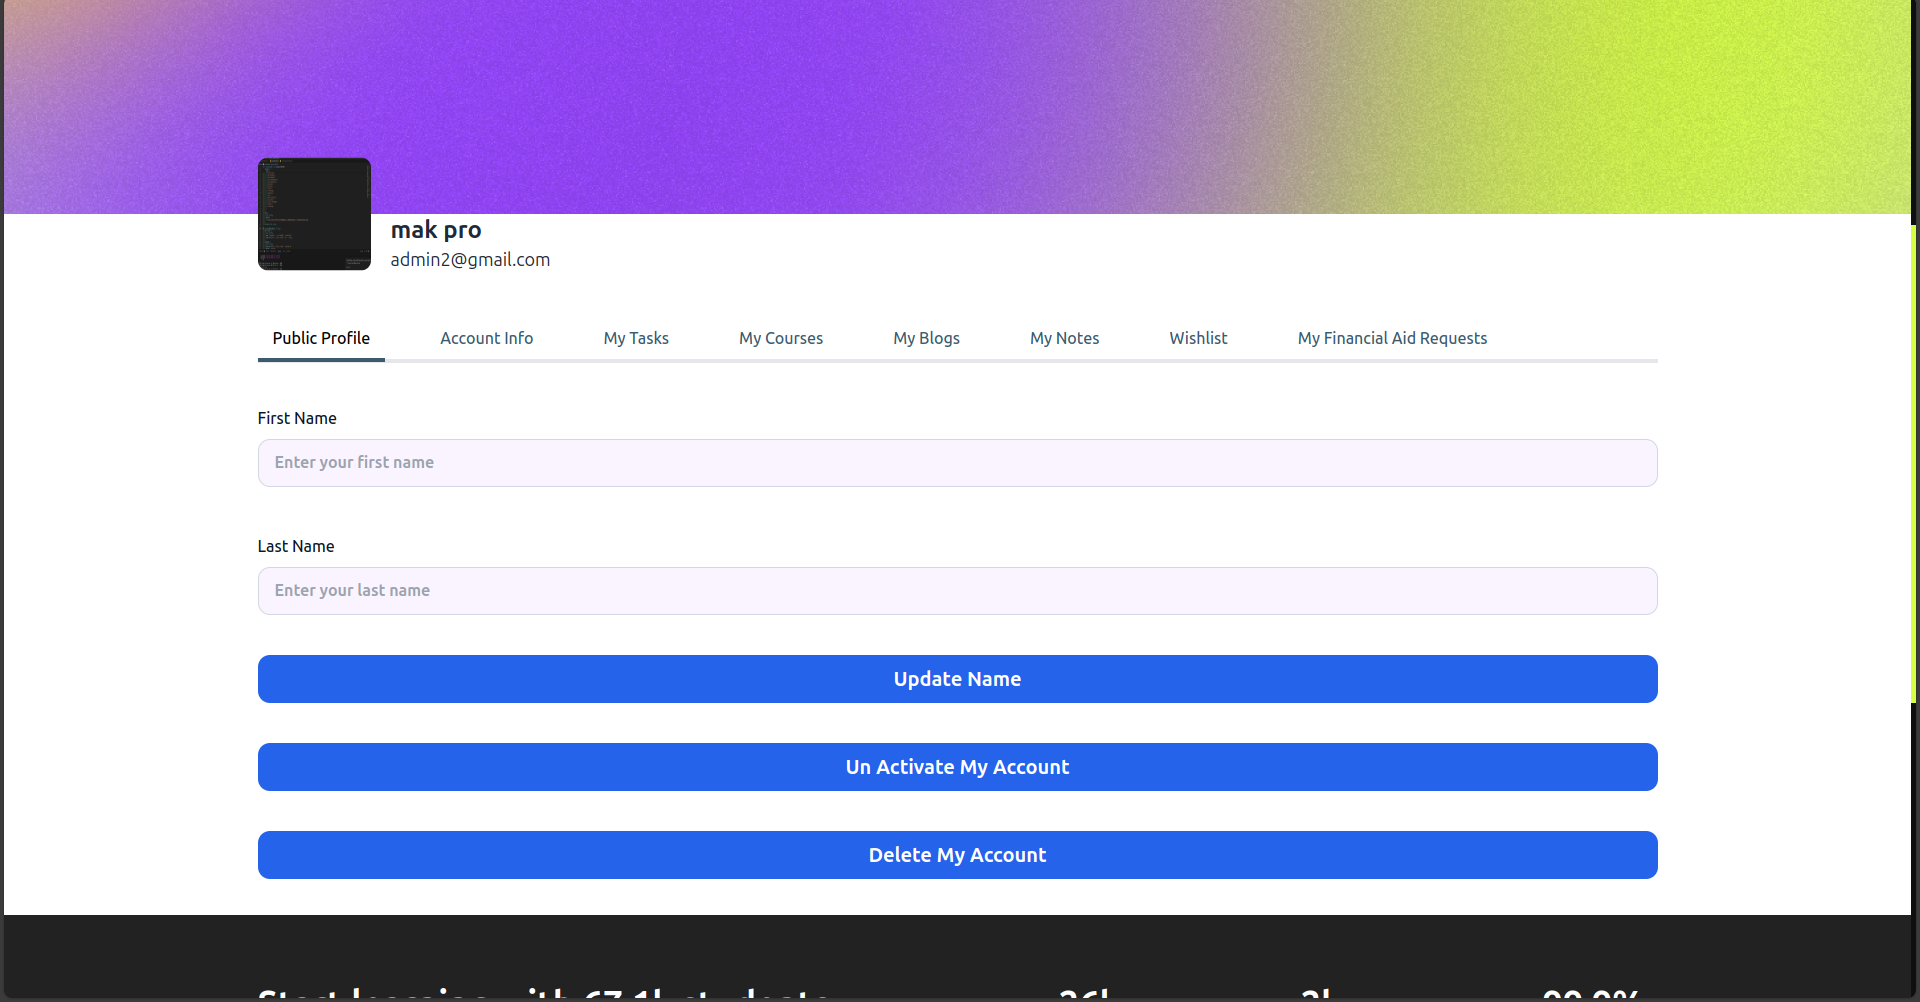 mak pro
admin2@gmail.com
Public Profile Account Info My Tasks My Courses My Blogs My Notes Wishlist My Financial Aid Requests
First Name
Enter your first name
Last Name
Enter your last name
Update Name
Un Activate My Account
Delete My Account